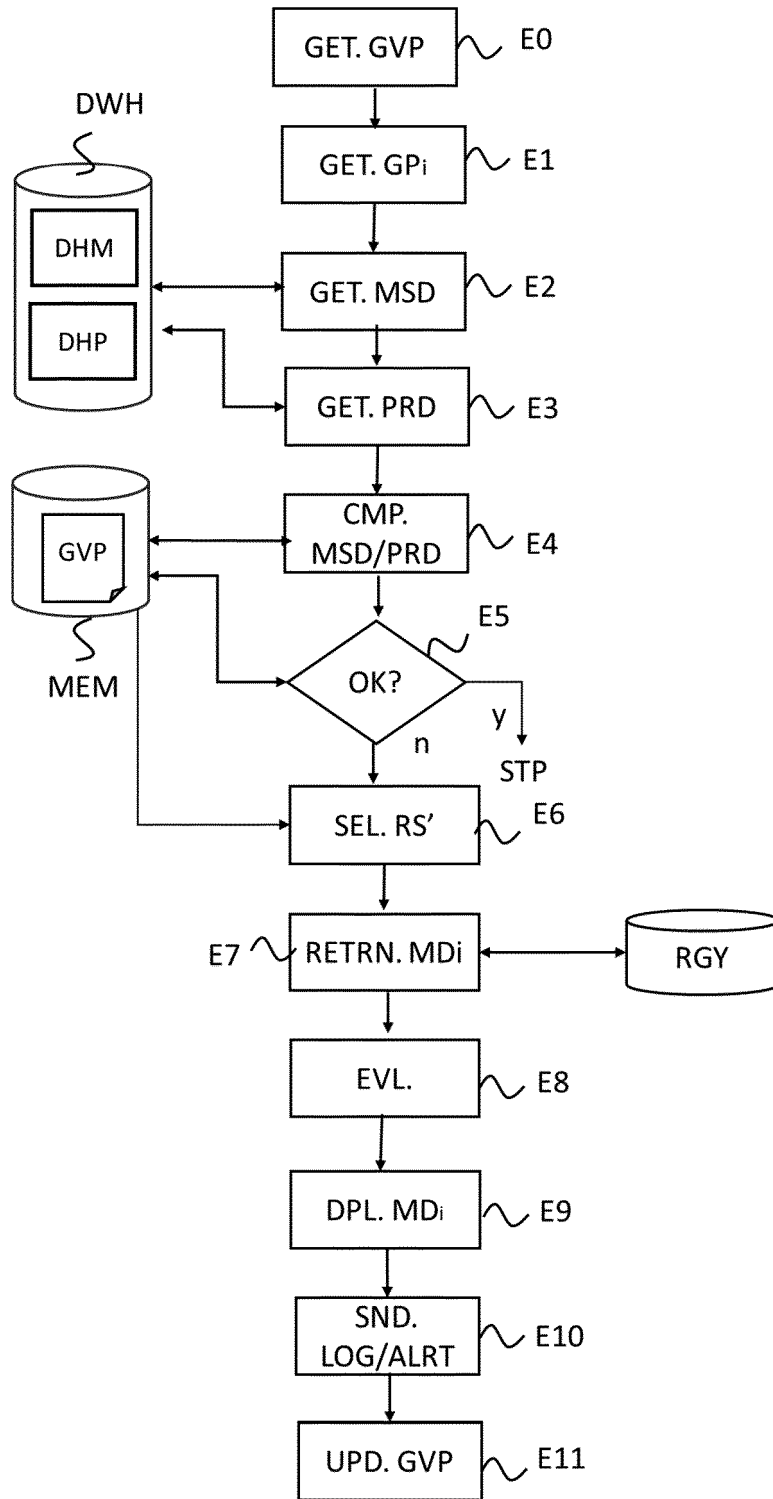 GET. GVP
E0
DWH
GET. GPi
E1
DHM
GET. MSD
E2
DHP
GET. PRD
E3
CMP.
MSD/PRD
E4
GVP
MEM
E5
OK?
y
n
STP
SEL. RS’
E6
E7
RETRN. MDi
RGY
EVL.
E8
DPL. MDi
E9
SND.
LOG/ALRT
E10
UPD. GVP
E11